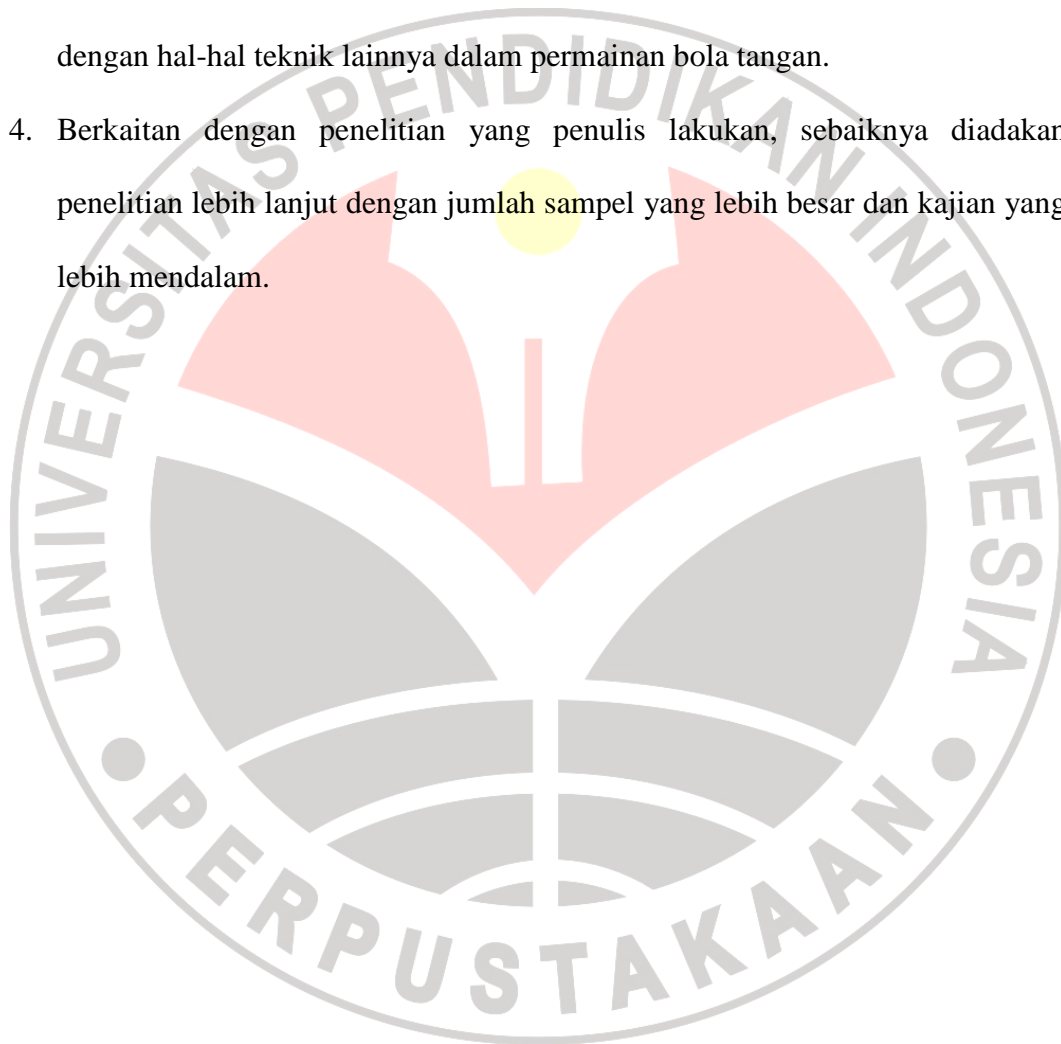 dengan hal-hal teknik lainnya dalam permainan bola tangan.
4. Berkaitan dengan penelitian yang penulis lakukan, sebaiknya diadakan
penelitian lebih lanjut dengan jumlah sampel yang lebih besar dan kajian yang
lebih mendalam.
UNIVERSITAS PENDIDIKAN INDONESIA
PERPUSTAKAAN